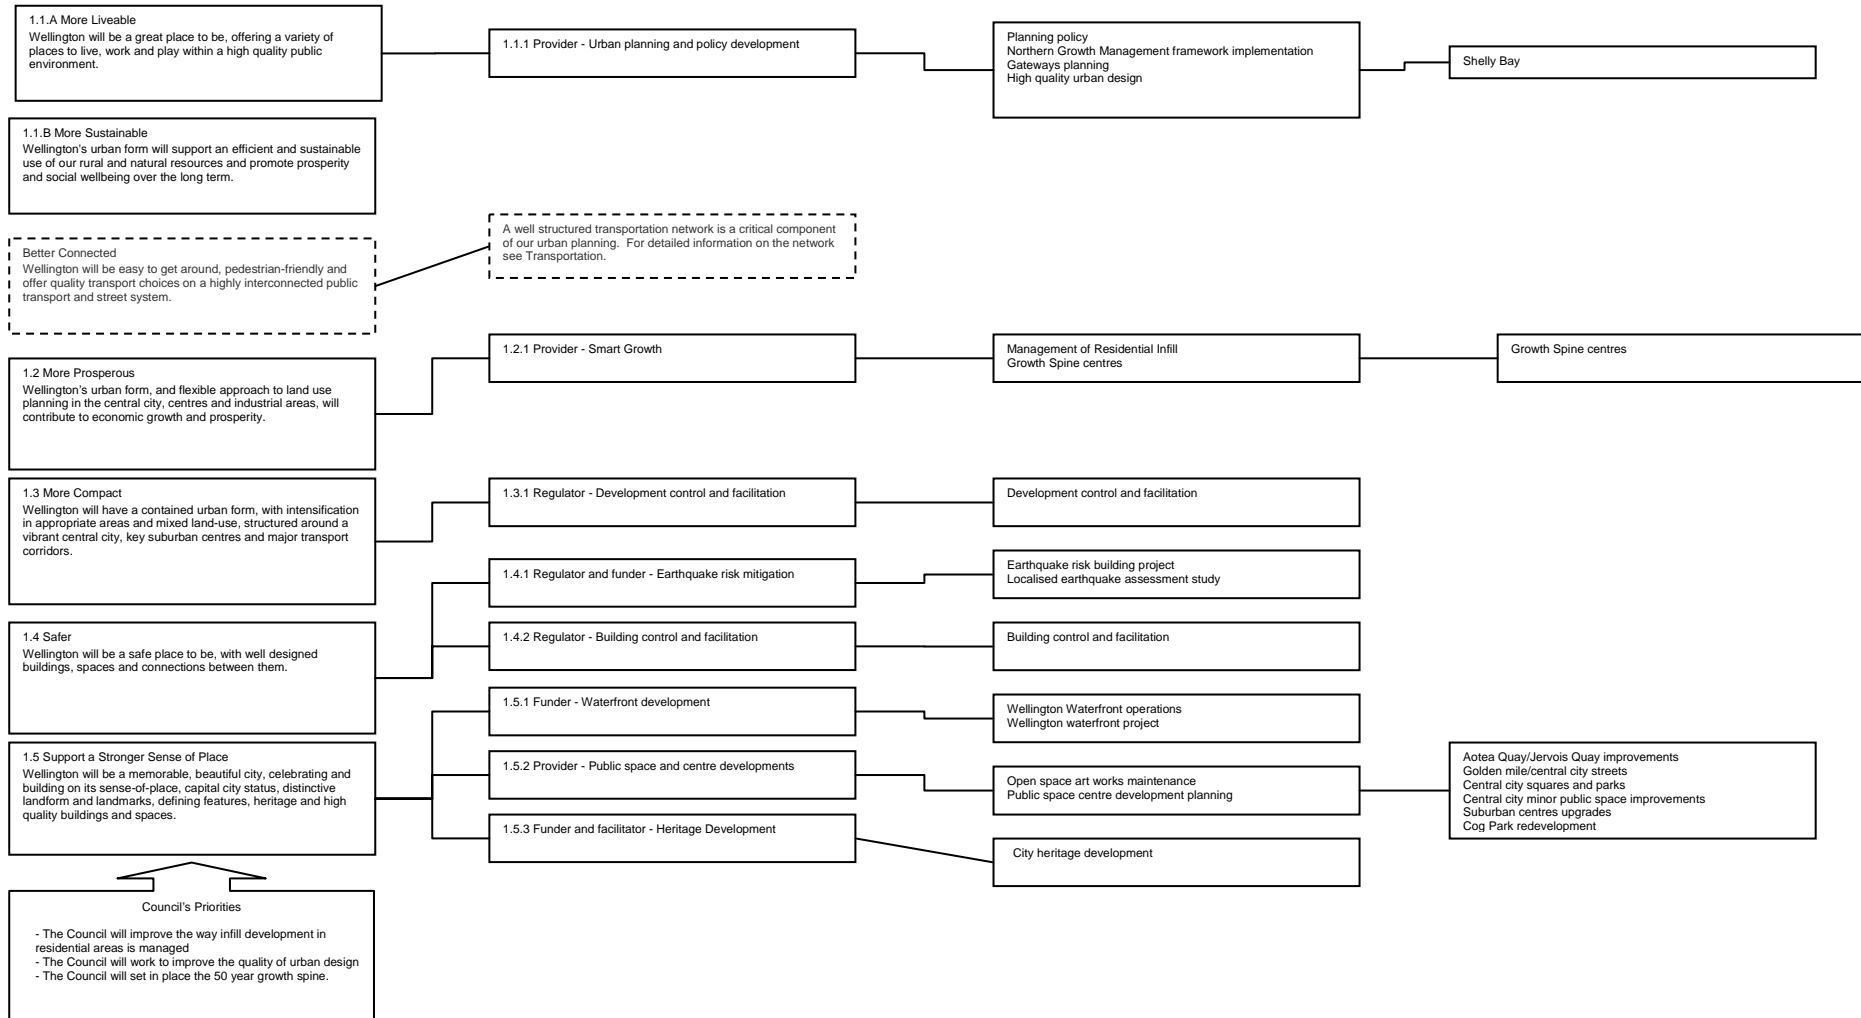 1.1.A More Liveable
Wellington will be a great place to be, offering a variety of
places to live, work and play within a high quality public
environment.
1.1.1 Provider - Urban planning and policy development
Planning policy
Northern Growth Management framework implementation
Gateways planning
High quality urban design
Shelly Bay
1.1.B More Sustainable
Wellington's urban form will support an efficient and sustainable
use of our rural and natural resources and promote prosperity
and social wellbeing over the long term.
Better Connected
Wellington will be easy to get around, pedestrian-friendly and
offer quality transport choices on a highly interconnected public
transport and street system.
A well structured transportation network is a critical component
of our urban planning.  For detailed information on the network
see Transportation.
1.2 More Prosperous
Wellington's urban form, and flexible approach to land use
planning in the central city, centres and industrial areas, will
contribute to economic growth and prosperity.
1.2.1 Provider - Smart Growth
Management of Residential Infill
Growth Spine centres
Growth Spine centres
1.3 More Compact
Wellington will have a contained urban form, with intensification
in appropriate areas and mixed land-use, structured around a
vibrant central city, key suburban centres and major transport
corridors.
1.3.1 Regulator - Development control and facilitation
Development control and facilitation
1.4 Safer
Wellington will be a safe place to be, with well designed
buildings, spaces and connections between them.
1.4.1 Regulator and funder - Earthquake risk mitigation
Earthquake risk building project
Localised earthquake assessment study
1.4.2 Regulator - Building control and facilitation
Building control and facilitation
1.5 Support a Stronger Sense of Place
Wellington will be a memorable, beautiful city, celebrating and
building on its sense-of-place, capital city status, distinctive
landform and landmarks, defining features, heritage and high
quality buildings and spaces.
1.5.1 Funder - Waterfront development
Wellington Waterfront operations
Wellington waterfront project
1.5.2 Provider - Public space and centre developments
Open space art works maintenance
Public space centre development planning
Aotea Quay/Jervois Quay improvements
Golden mile/central city streets
Central city squares and parks
Central city minor public space improvements
Suburban centres upgrades
Cog Park redevelopment
1.5.3 Funder and facilitator - Heritage Development
City heritage development
Council's Priorities
- The Council will improve the way infill development in
residential areas is managed
- The Council will work to improve the quality of urban design
- The Council will set in place the 50 year growth spine.